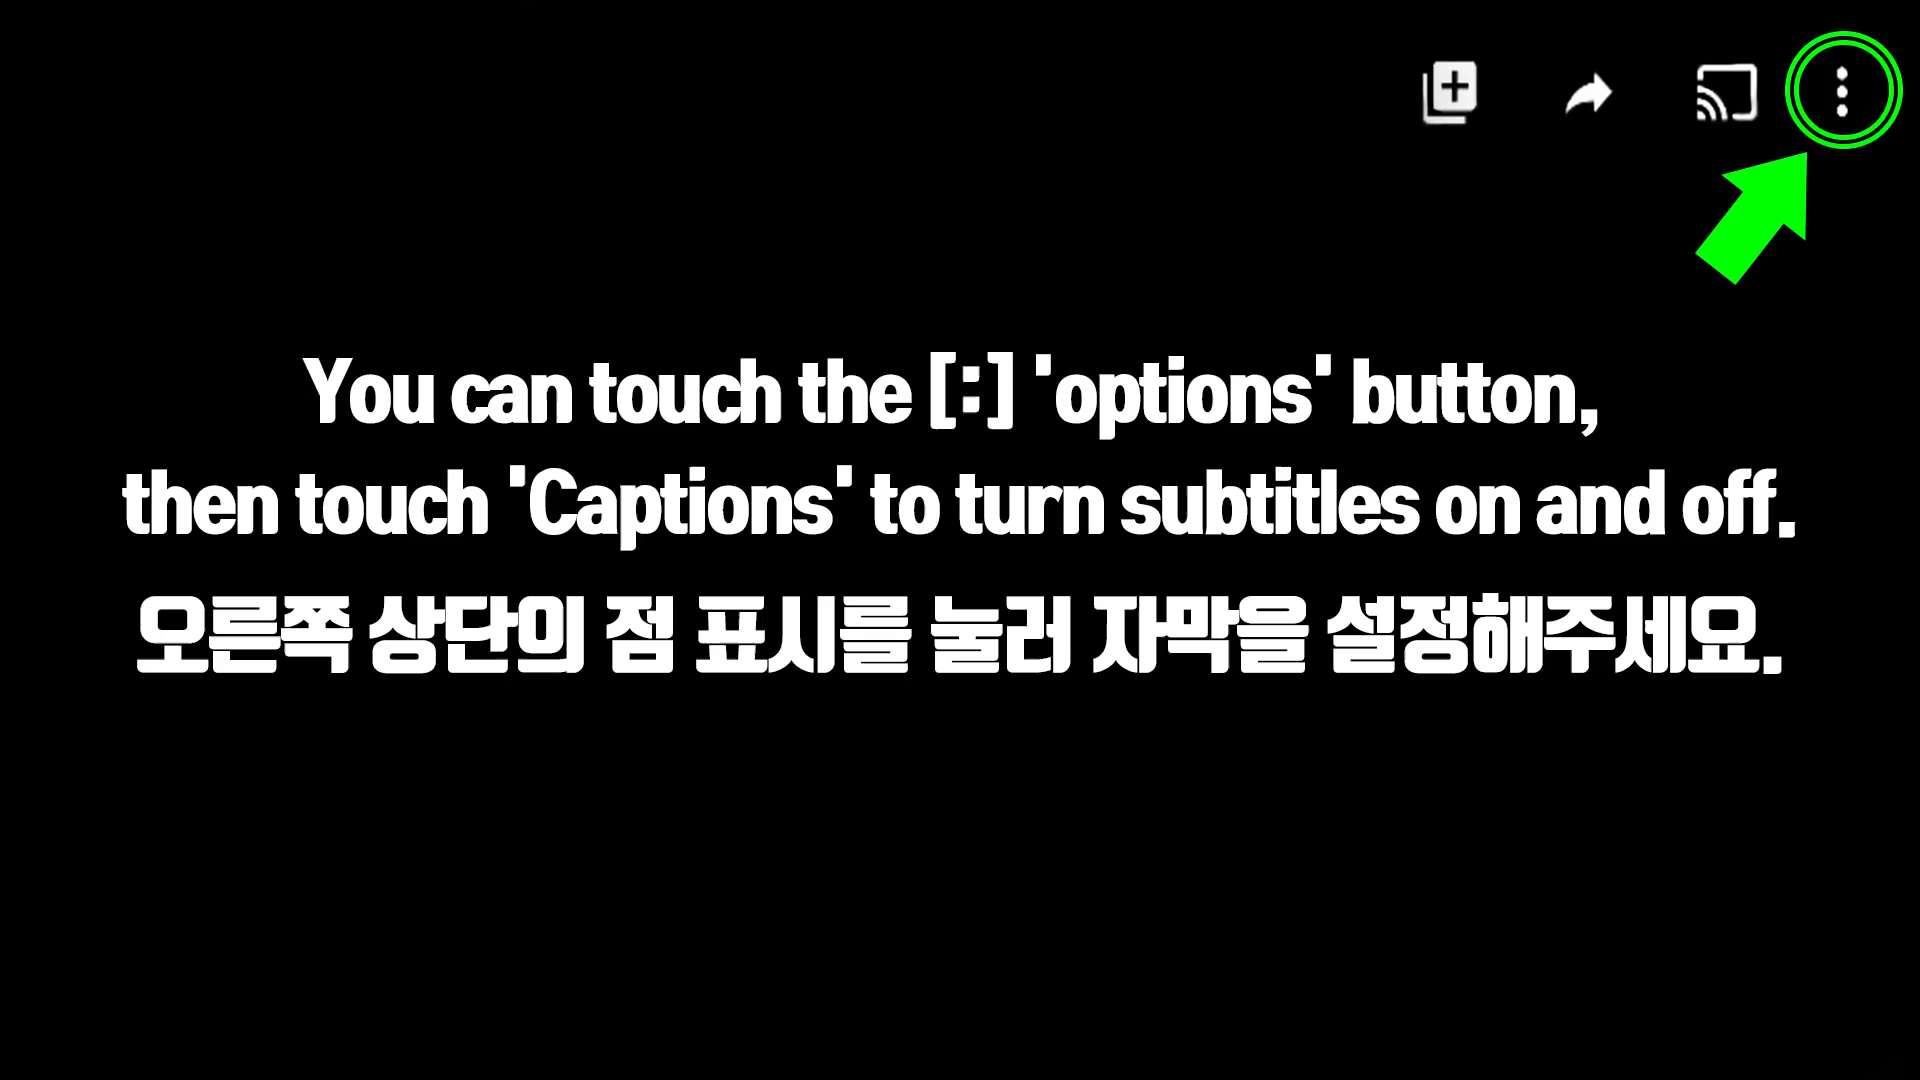 You can touch the [:] 'options' button,
then touch 'Captions' to turn subtitles on and off.
오른쪽 상단의 점 표시를 눌러 자막을 설정해주세요.